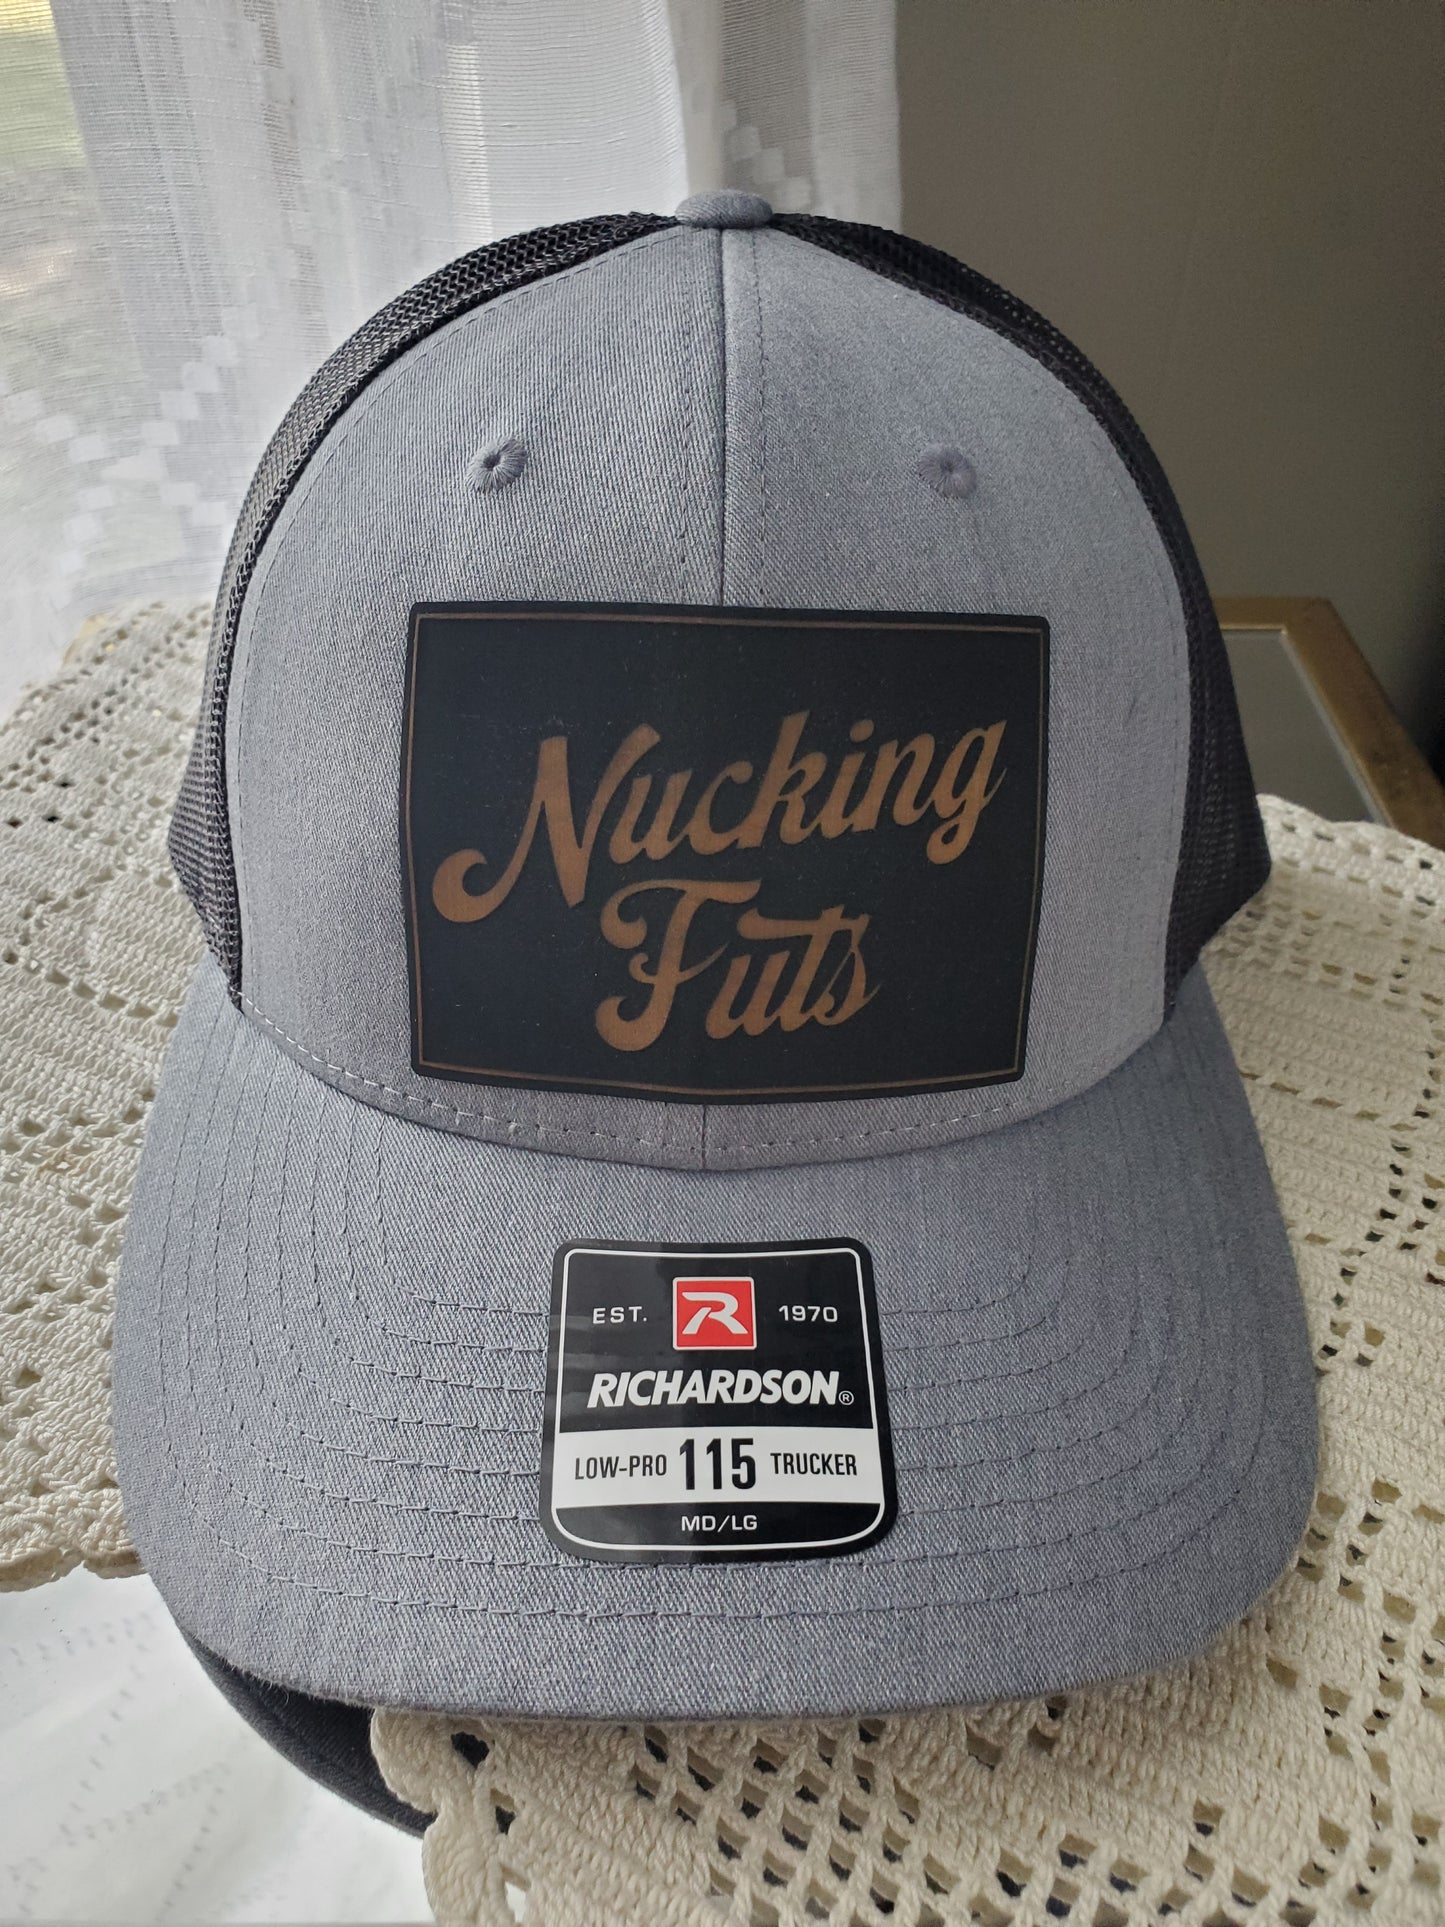 Nucking
Futs
EST. R 1970
RICHARDSON®
LOW-PRO 115 TRUCKER
MD/LG